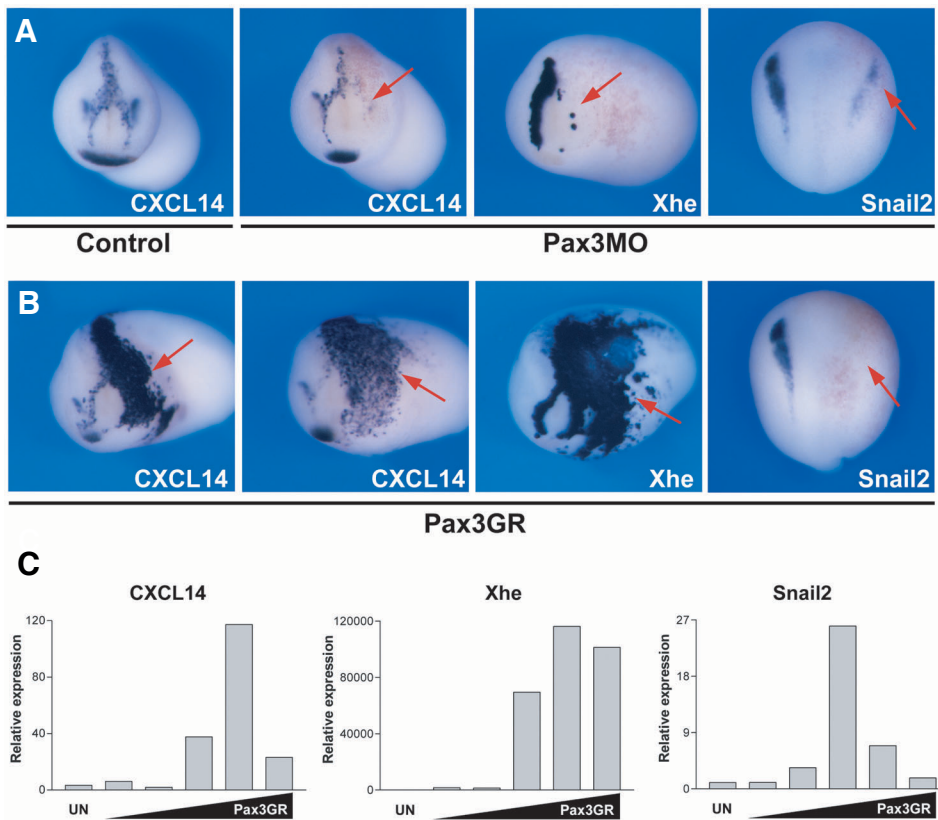 A
CXCL14
CXCL14
Xhe
Snail2
Control
Pax3MO
B
CXCL14
CXCL14
Xhe
Snail2
Pax3GR
C
CXCL14
Relative expression
120
80
40
0
UN
Pax3GR
Xhe
Relative expression
120000
80000
40000
0
UN
Pax3GR
Snail2
Relative expression
27
18
9
0
UN
Pax3GR